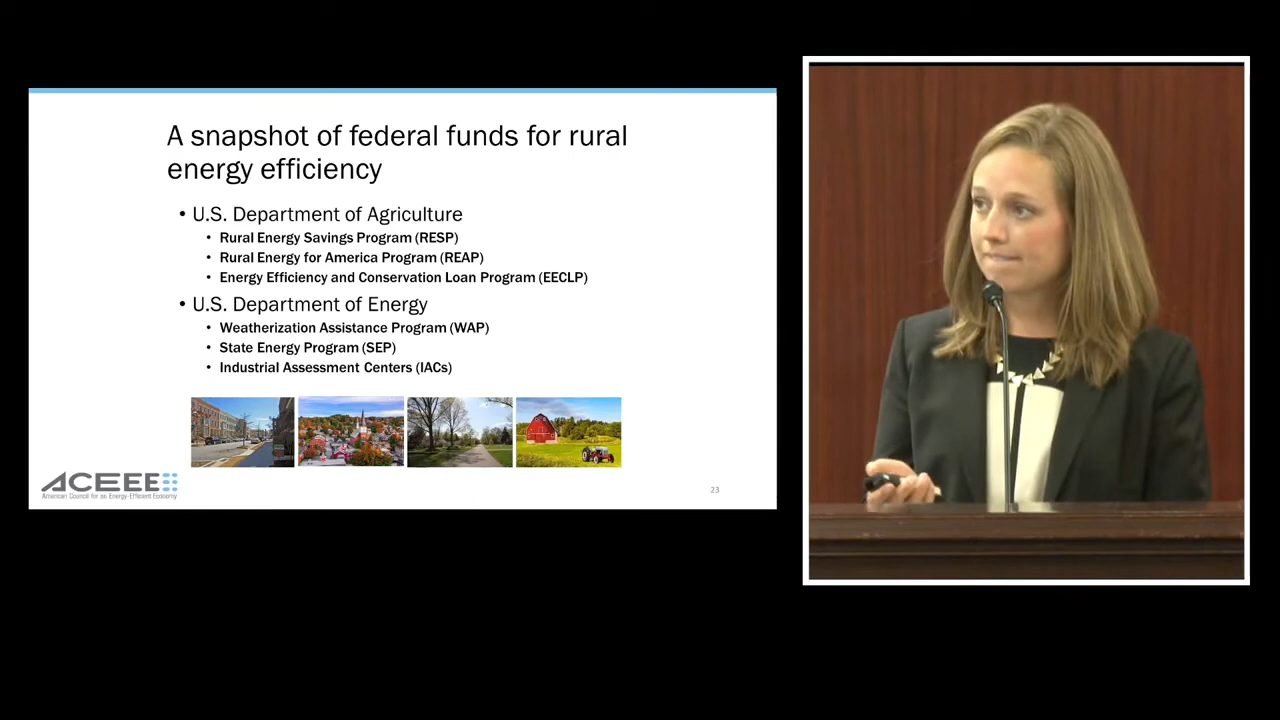 A snapshot of federal funds for rural
energy efficiency
• U.S. Department of Agriculture
• Rural Energy Savings Program (RESP)
• Rural Energy for America Program (REAP)
• Energy Efficiency and Conservation Loan Program (EECLP)
• U.S. Department of Energy
• Weatherization Assistance Program (WAP)
• State Energy Program (SEP)
• Industrial Assessment Centers (IACs)
ACEEE
American Council for an Energy-Efficient Economy
23